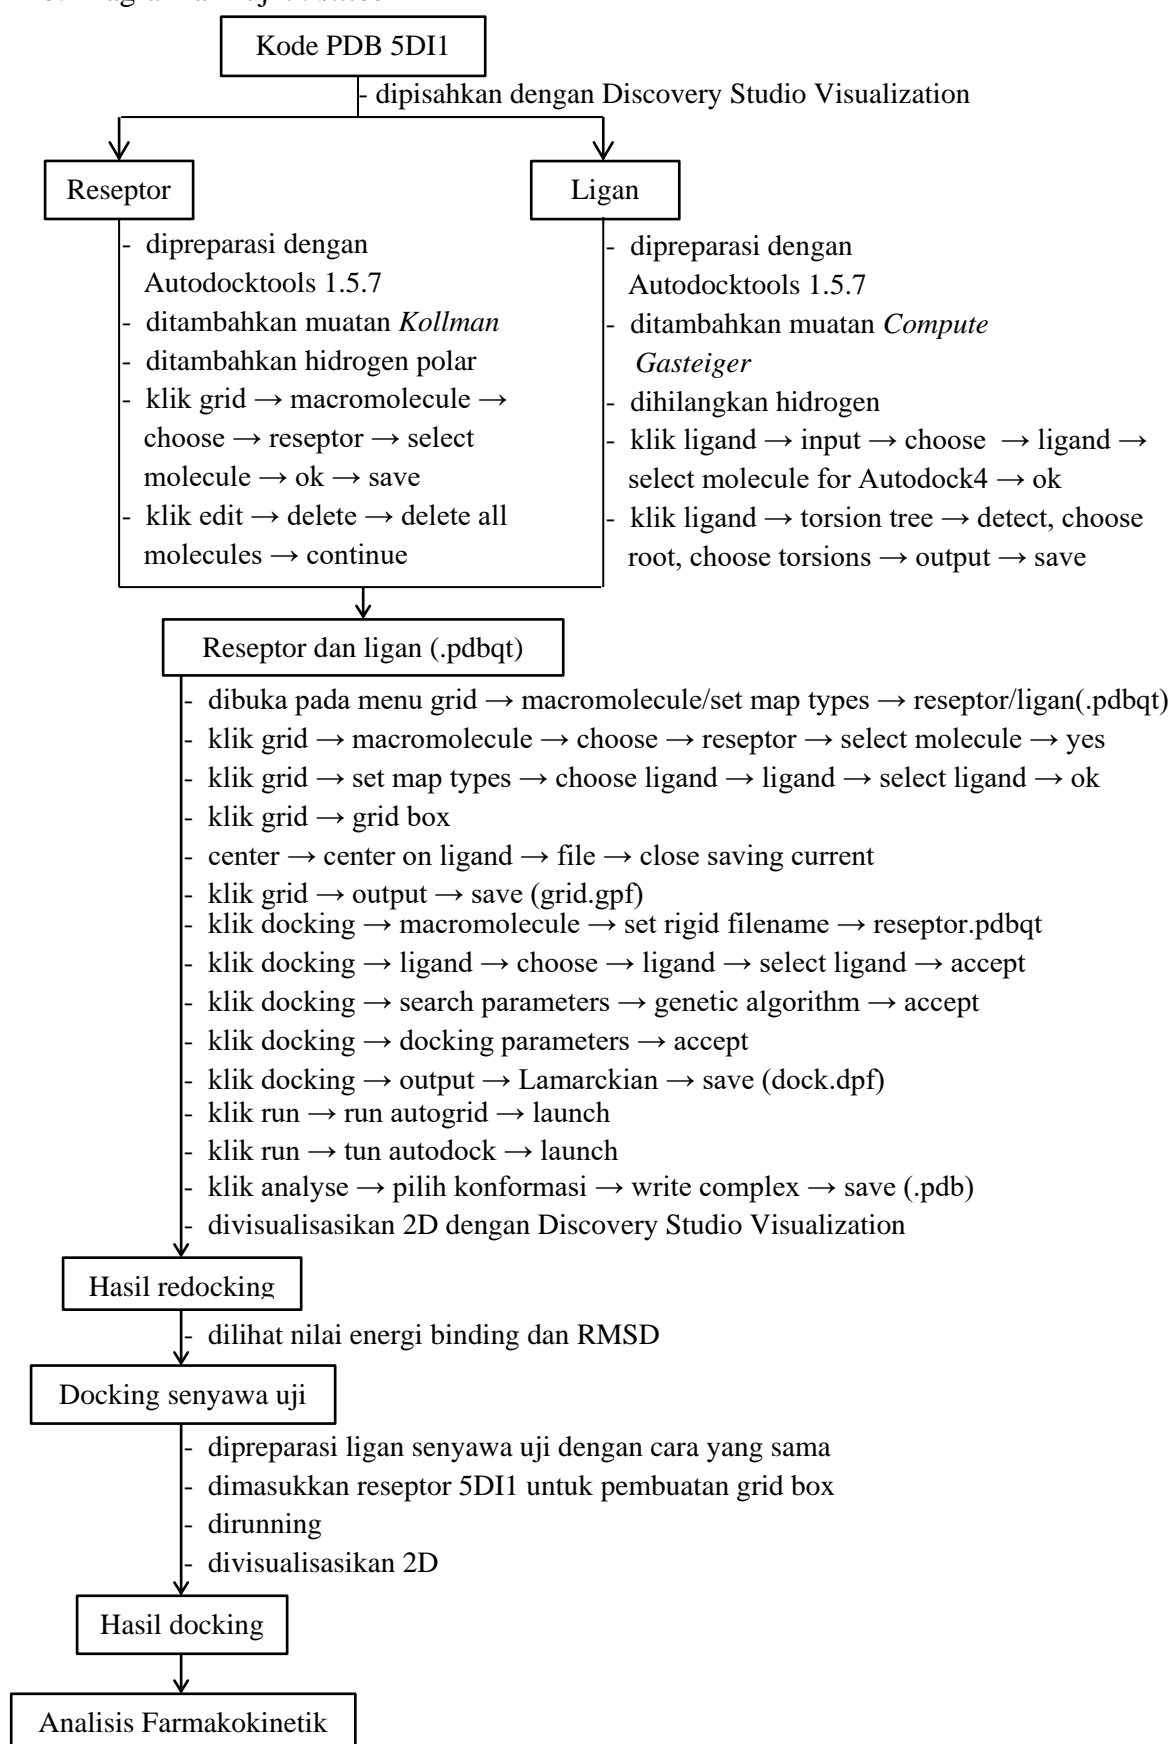 Kode PDB 5DI1
- dipisahkan dengan Discovery Studio Visualization
Reseptor
- dipreparasi dengan
Autodocktools 1.5.7
- ditambahkan muatan Kollman
- ditambahkan hidrogen polar
- klik grid → macromolecule →
choose → reseptor → select
molecule → ok → save
- klik edit → delete → delete all
molecules → continue
Ligan
- dipreparasi dengan
Autodocktools 1.5.7
- ditambahkan muatan Compute
Gasteiger
- dihilangkan hidrogen
- klik ligand → input → choose → ligand →
select molecule for Autodock4 → ok
- klik ligand → torsion tree → detect, choose
root, choose torsions → output → save
Reseptor dan ligan (.pdbqt)
- dibuka pada menu grid → macromolecule/set map types → reseptor/ligan(.pdbqt)
- klik grid → macromolecule → choose → reseptor → select molecule → yes
- klik grid → set map types → choose ligand → ligand → select ligand → ok
- klik grid → grid box
- center → center on ligand → file → close saving current
- klik grid → output → save (grid.gpf)
- klik docking → macromolecule → set rigid filename → reseptor.pdbqt
- klik docking → ligand → choose → ligand → select ligand → accept
- klik docking → search parameters → genetic algorithm → accept
- klik docking → docking parameters → accept
- klik docking → output → Lamarckian → save (dock.dpf)
- klik run → run autogrid → launch
- klik run → tun autodock → launch
- klik analyse → pilih konformasi → write complex → save (.pdb)
- divisualisasikan 2D dengan Discovery Studio Visualization
Hasil redocking
- dilihat nilai energi binding dan RMSD
Docking senyawa uji
- dipreparasi ligan senyawa uji dengan cara yang sama
- dimasukkan reseptor 5DI1 untuk pembuatan grid box
- dirunning
- divisualisasikan 2D
Hasil docking
Analisis Farmakokinetik